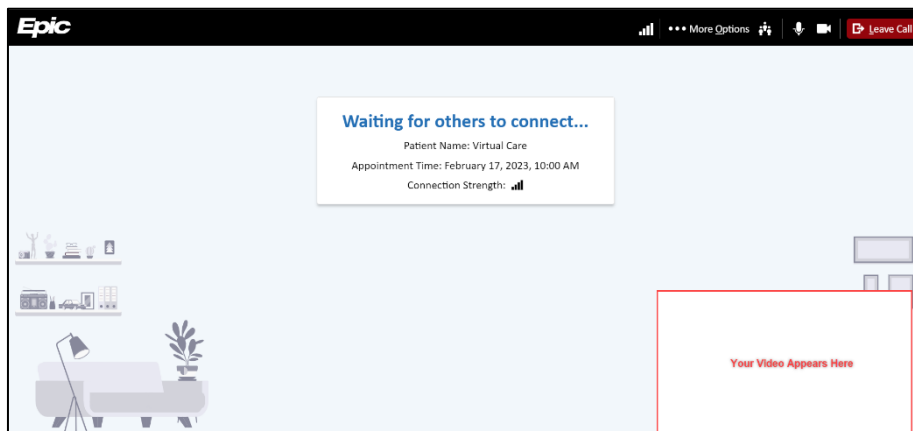 Epic
••• More Options
Leave Call
Waiting for others to connect...
Patient Name: Virtual Care
Appointment Time: February 17, 2023, 10:00 AM
Connection Strength:
Your Video Appears Here